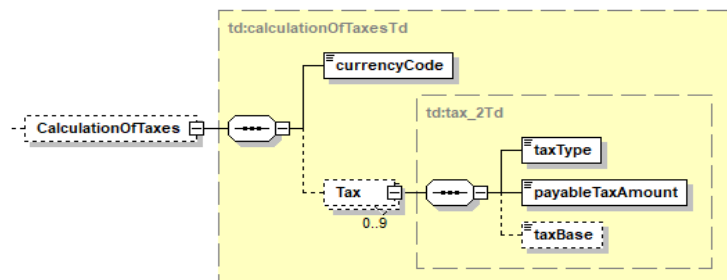 td:calculationOfTaxesTd
currencyCode
CalculationOfTaxes
td:tax_2Td
taxType
Tax
payableTaxAmount
0..9
taxBase